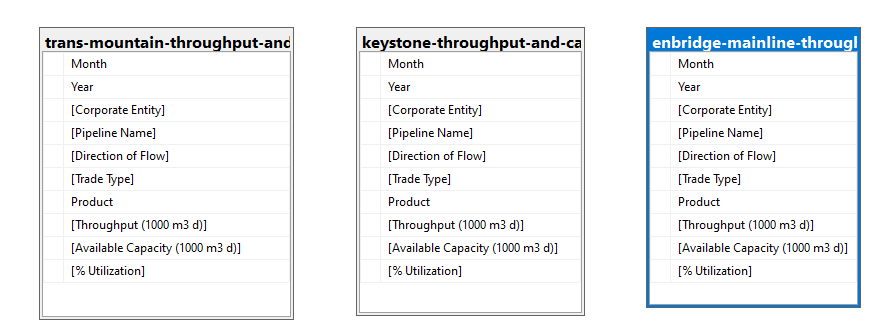 trans-mountain-throughput-and
Month
Year
[Corporate Entity]
[Pipeline Name]
[Direction of Flow]
[Trade Type]
Product
[Throughput (1000 m3 d)]
[Available Capacity (1000 m3 d)]
[% Utilization]
keystone-throughput-and-ca
Month
Year
[Corporate Entity]
[Pipeline Name]
[Direction of Flow]
[Trade Type]
Product
[Throughput (1000 m3 d)]
[Available Capacity (1000 m3 d)]
[% Utilization]
enbridge-mainline-througl
Month
Year
[Corporate Entity]
[Pipeline Name]
[Direction of Flow]
[Trade Type]
Product
[Throughput (1000 m3 d)]
[Available Capacity (1000 m3 d)]
[% Utilization]